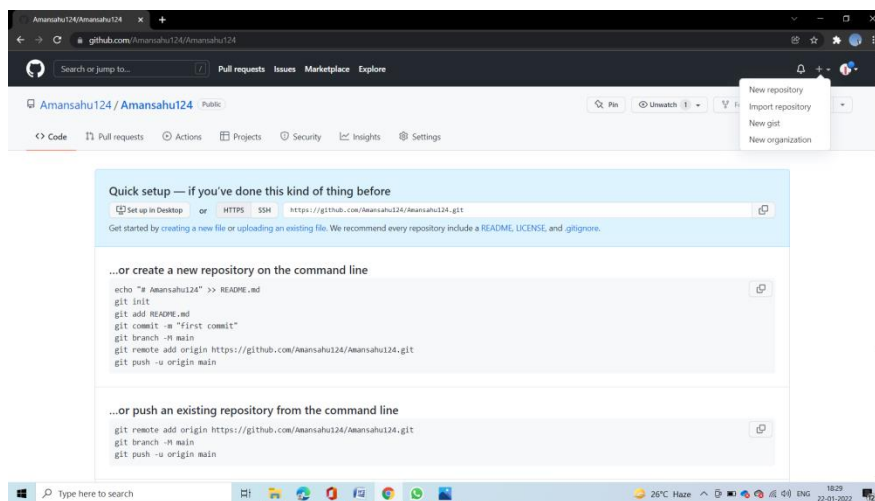 Amansahu124/Amansahu124
github.com/Amansahu124/Amansahu124
Search or jump to...
/
Pull requests Issues Marketplace Explore
New repository
Import repository
New gist
New organization
Amansahu124 / Amansahu124 Public
Pin
Unwatch 1
Code Pull requests Actions Projects Security Insights Settings
Quick setup — if you've done this kind of thing before
Set up in Desktop or HTTPS SSH https://github.com/Amansahu124/Amansahu124.git
Get started by creating a new file or uploading an existing file. We recommend every repository include a README, LICENSE, and .gitignore.
...or create a new repository on the command line
echo "# Amansahu124" >> README.md
git init
git add README.md
git commit -m "first commit"
git branch -M main
git remote add origin https://github.com/Amansahu124/Amansahu124.git
git push -u origin main
...or push an existing repository from the command line
git remote add origin https://github.com/Amansahu124/Amansahu124.git
git branch -M main
git push -u origin main
Type here to search
26°C Haze
ENG
18:29
22-01-2022